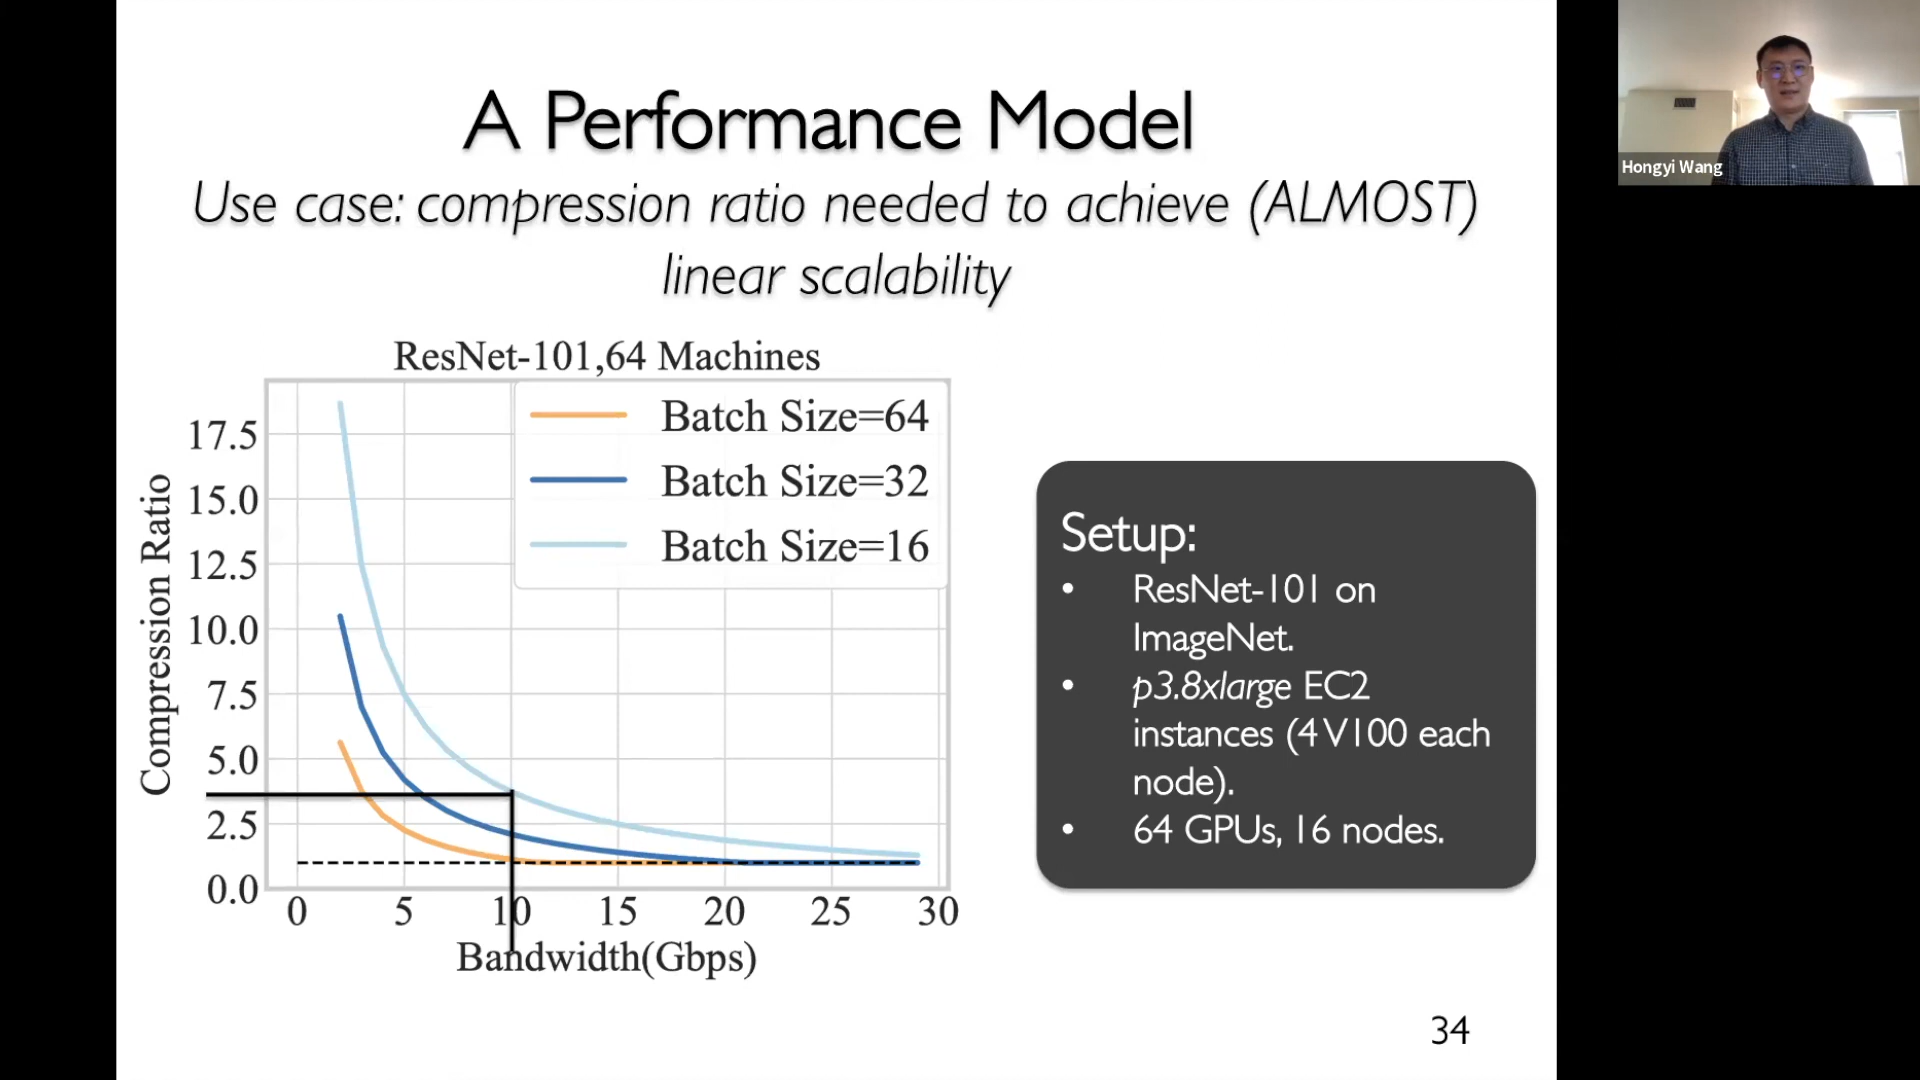 A Performance Model
Use case: compression ratio needed to achieve (ALMOST)
linear scalability
ResNet-101,64 Machines
Batch Size=64
Batch Size=32
Batch Size=16
Compression Ratio
17.5
15.0
12.5
10.0
7.5
5.0
2.5
0.0
0 5 10 15 20 25 30
Bandwidth(Gbps)
Setup:
• ResNet-101 on
ImageNet.
• p3.8xlarge EC2
instances (4 V100 each
node).
• 64 GPUs, 16 nodes.
34
Hongyi Wang